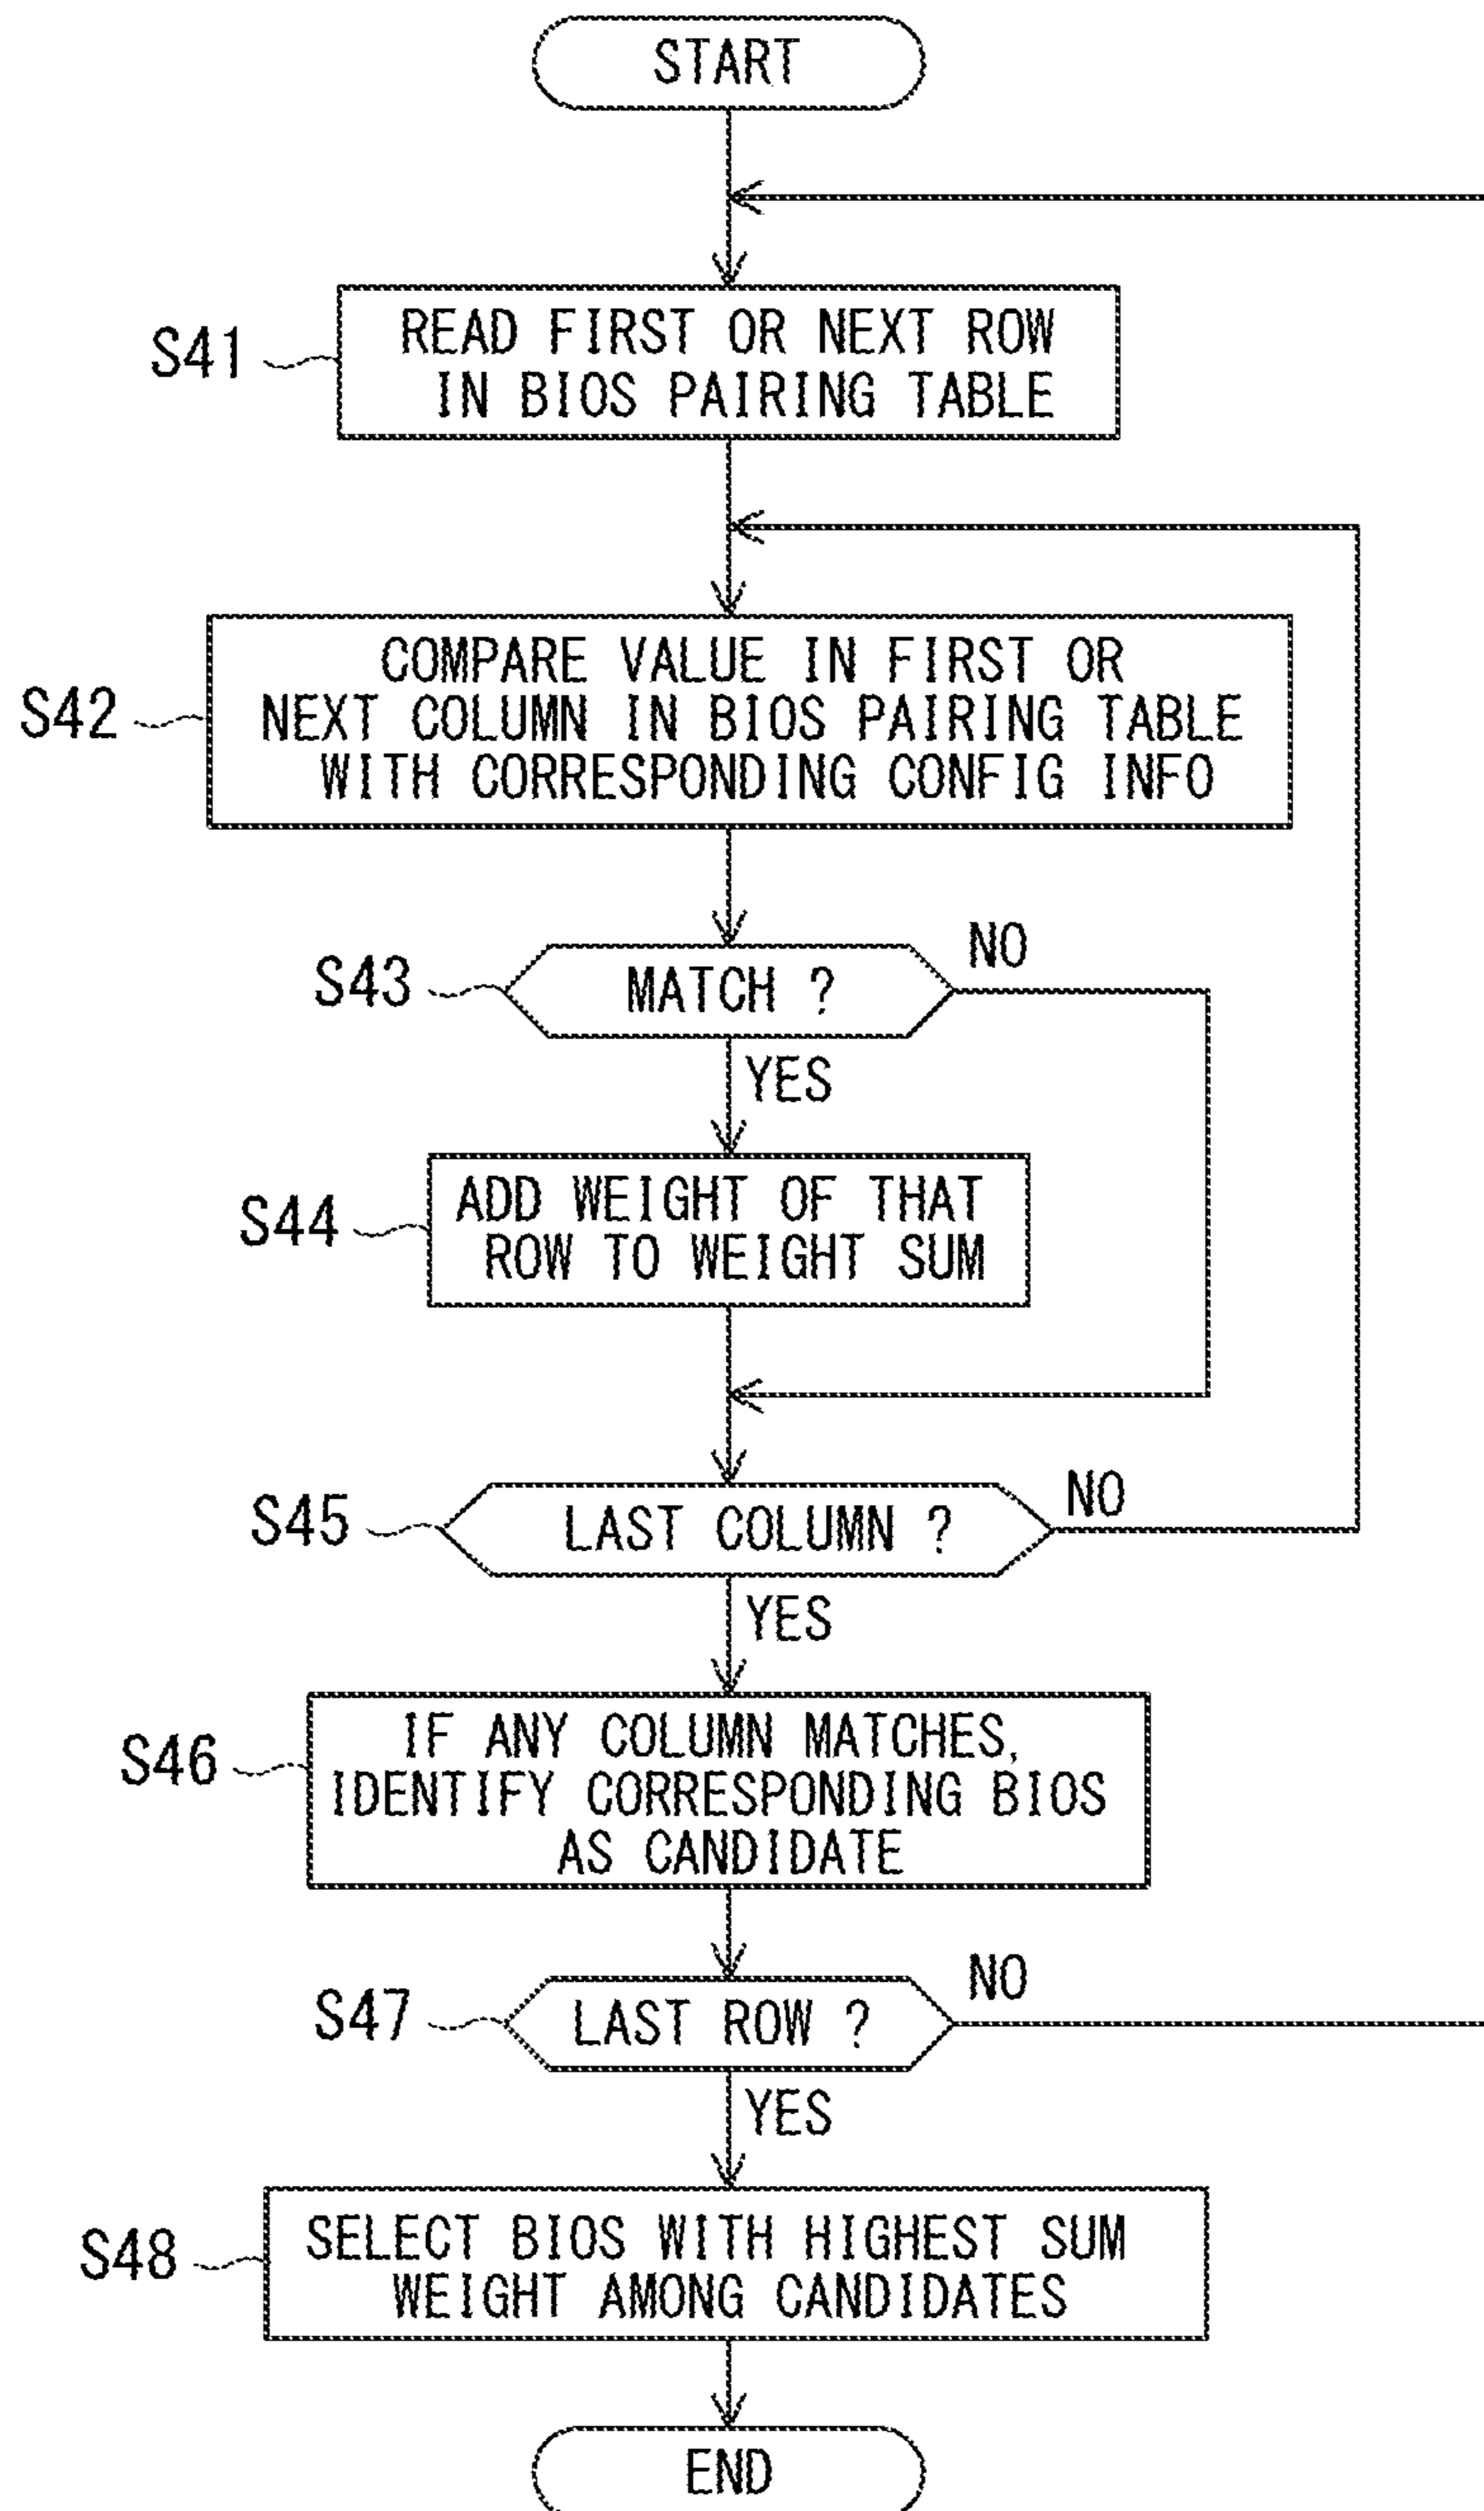 START
S41
READ FIRST OR NEXT ROW
IN BIOS PAIRING TABLE
S42
COMPARE VALUE IN FIRST OR
NEXT COLUMN IN BIOS PAIRING TABLE
WITH CORRESPONDING CONFIG INFO
S43
MATCH ?
NO
YES
S44
ADD WEIGHT OF THAT
ROW TO WEIGHT SUM
S45
LAST COLUMN ?
NO
YES
S46
IF ANY COLUMN MATCHES,
IDENTIFY CORRESPONDING BIOS
AS CANDIDATE
S47
LAST ROW ?
NO
YES
S48
SELECT BIOS WITH HIGHEST SUM
WEIGHT AMONG CANDIDATES
END